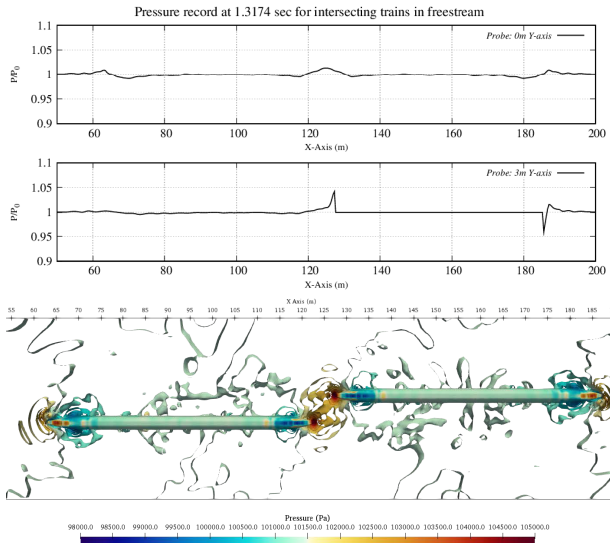 Pressure record at 1.3174 sec for intersecting trains in freestream
1.1
1.05
1
0.95
0.9
P/P0
Probe: 0m Y-axis
60 80 100 120 140 160 180 200
X-Axis (m)
1.1
1.05
1
0.95
0.9
P/P0
Probe: 3m Y-axis
60 80 100 120 140 160 180 200
X-Axis (m)
X Axis (m)
55 60 65 70 75 80 85 90 95 100 105 110 115 120 125 130 135 140 145 150 155 160 165 170 175 180 185
Pressure (Pa)
98000.0 98500.0 99000.0 99500.0 100000.0 100500.0 101000.0 101500.0 102000.0 102500.0 103000.0 103500.0 104000.0 104500.0 105000.0